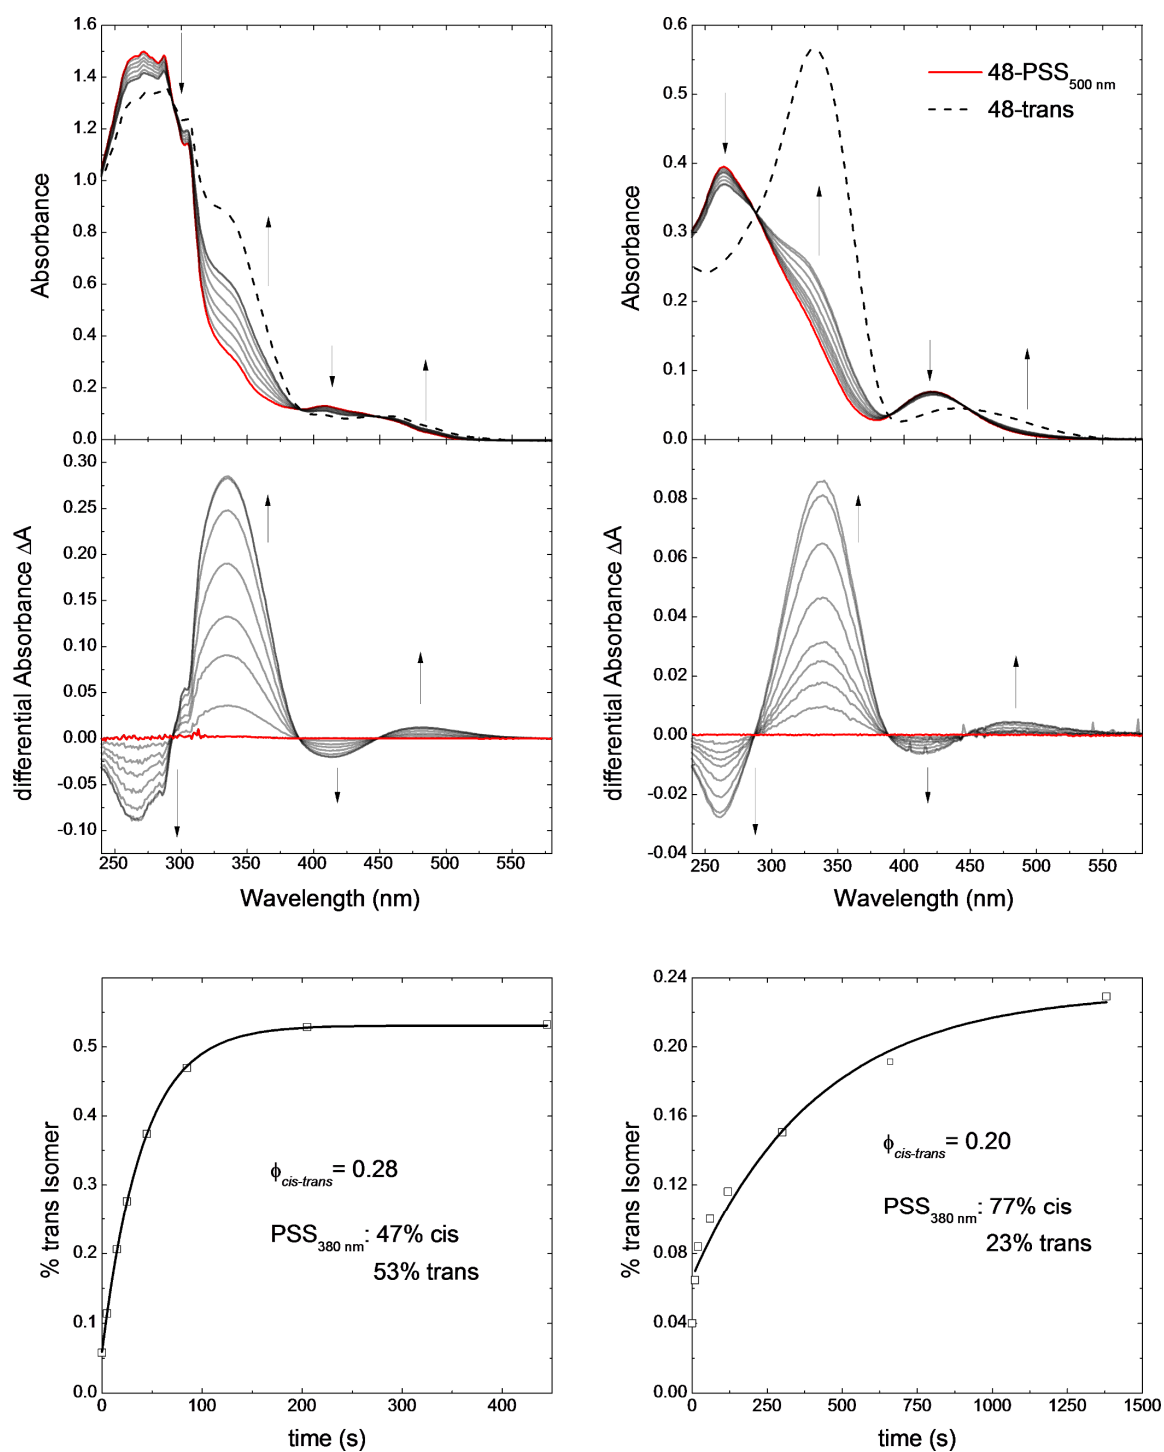 1.6
1.4
1.2
1.0
0.8
0.6
0.4
0.2
0.0
Absorbance
0.6
0.5
0.4
0.3
0.2
0.1
0.0
Absorbance
48-PSS500 nm
48-trans
0.30
0.25
0.20
0.15
0.10
0.05
0.00
-0.05
-0.10
differential Absorbance ΔA
250 300 350 400 450 500 550
Wavelength (nm)
0.08
0.06
0.04
0.02
0.00
-0.02
-0.04
differential Absorbance ΔA
250 300 350 400 450 500 550
Wavelength (nm)
0.5
0.4
0.3
0.2
0.1
0.0
% trans Isomer
ϕcis-trans= 0.28
PSS380 nm: 47% cis
53% trans
0 100 200 300 400
time (s)
0.24
0.20
0.16
0.12
0.08
0.04
0.00
% trans Isomer
ϕcis-trans= 0.20
PSS380 nm: 77% cis
23% trans
0 250 500 750 1000 1250 1500
time (s)